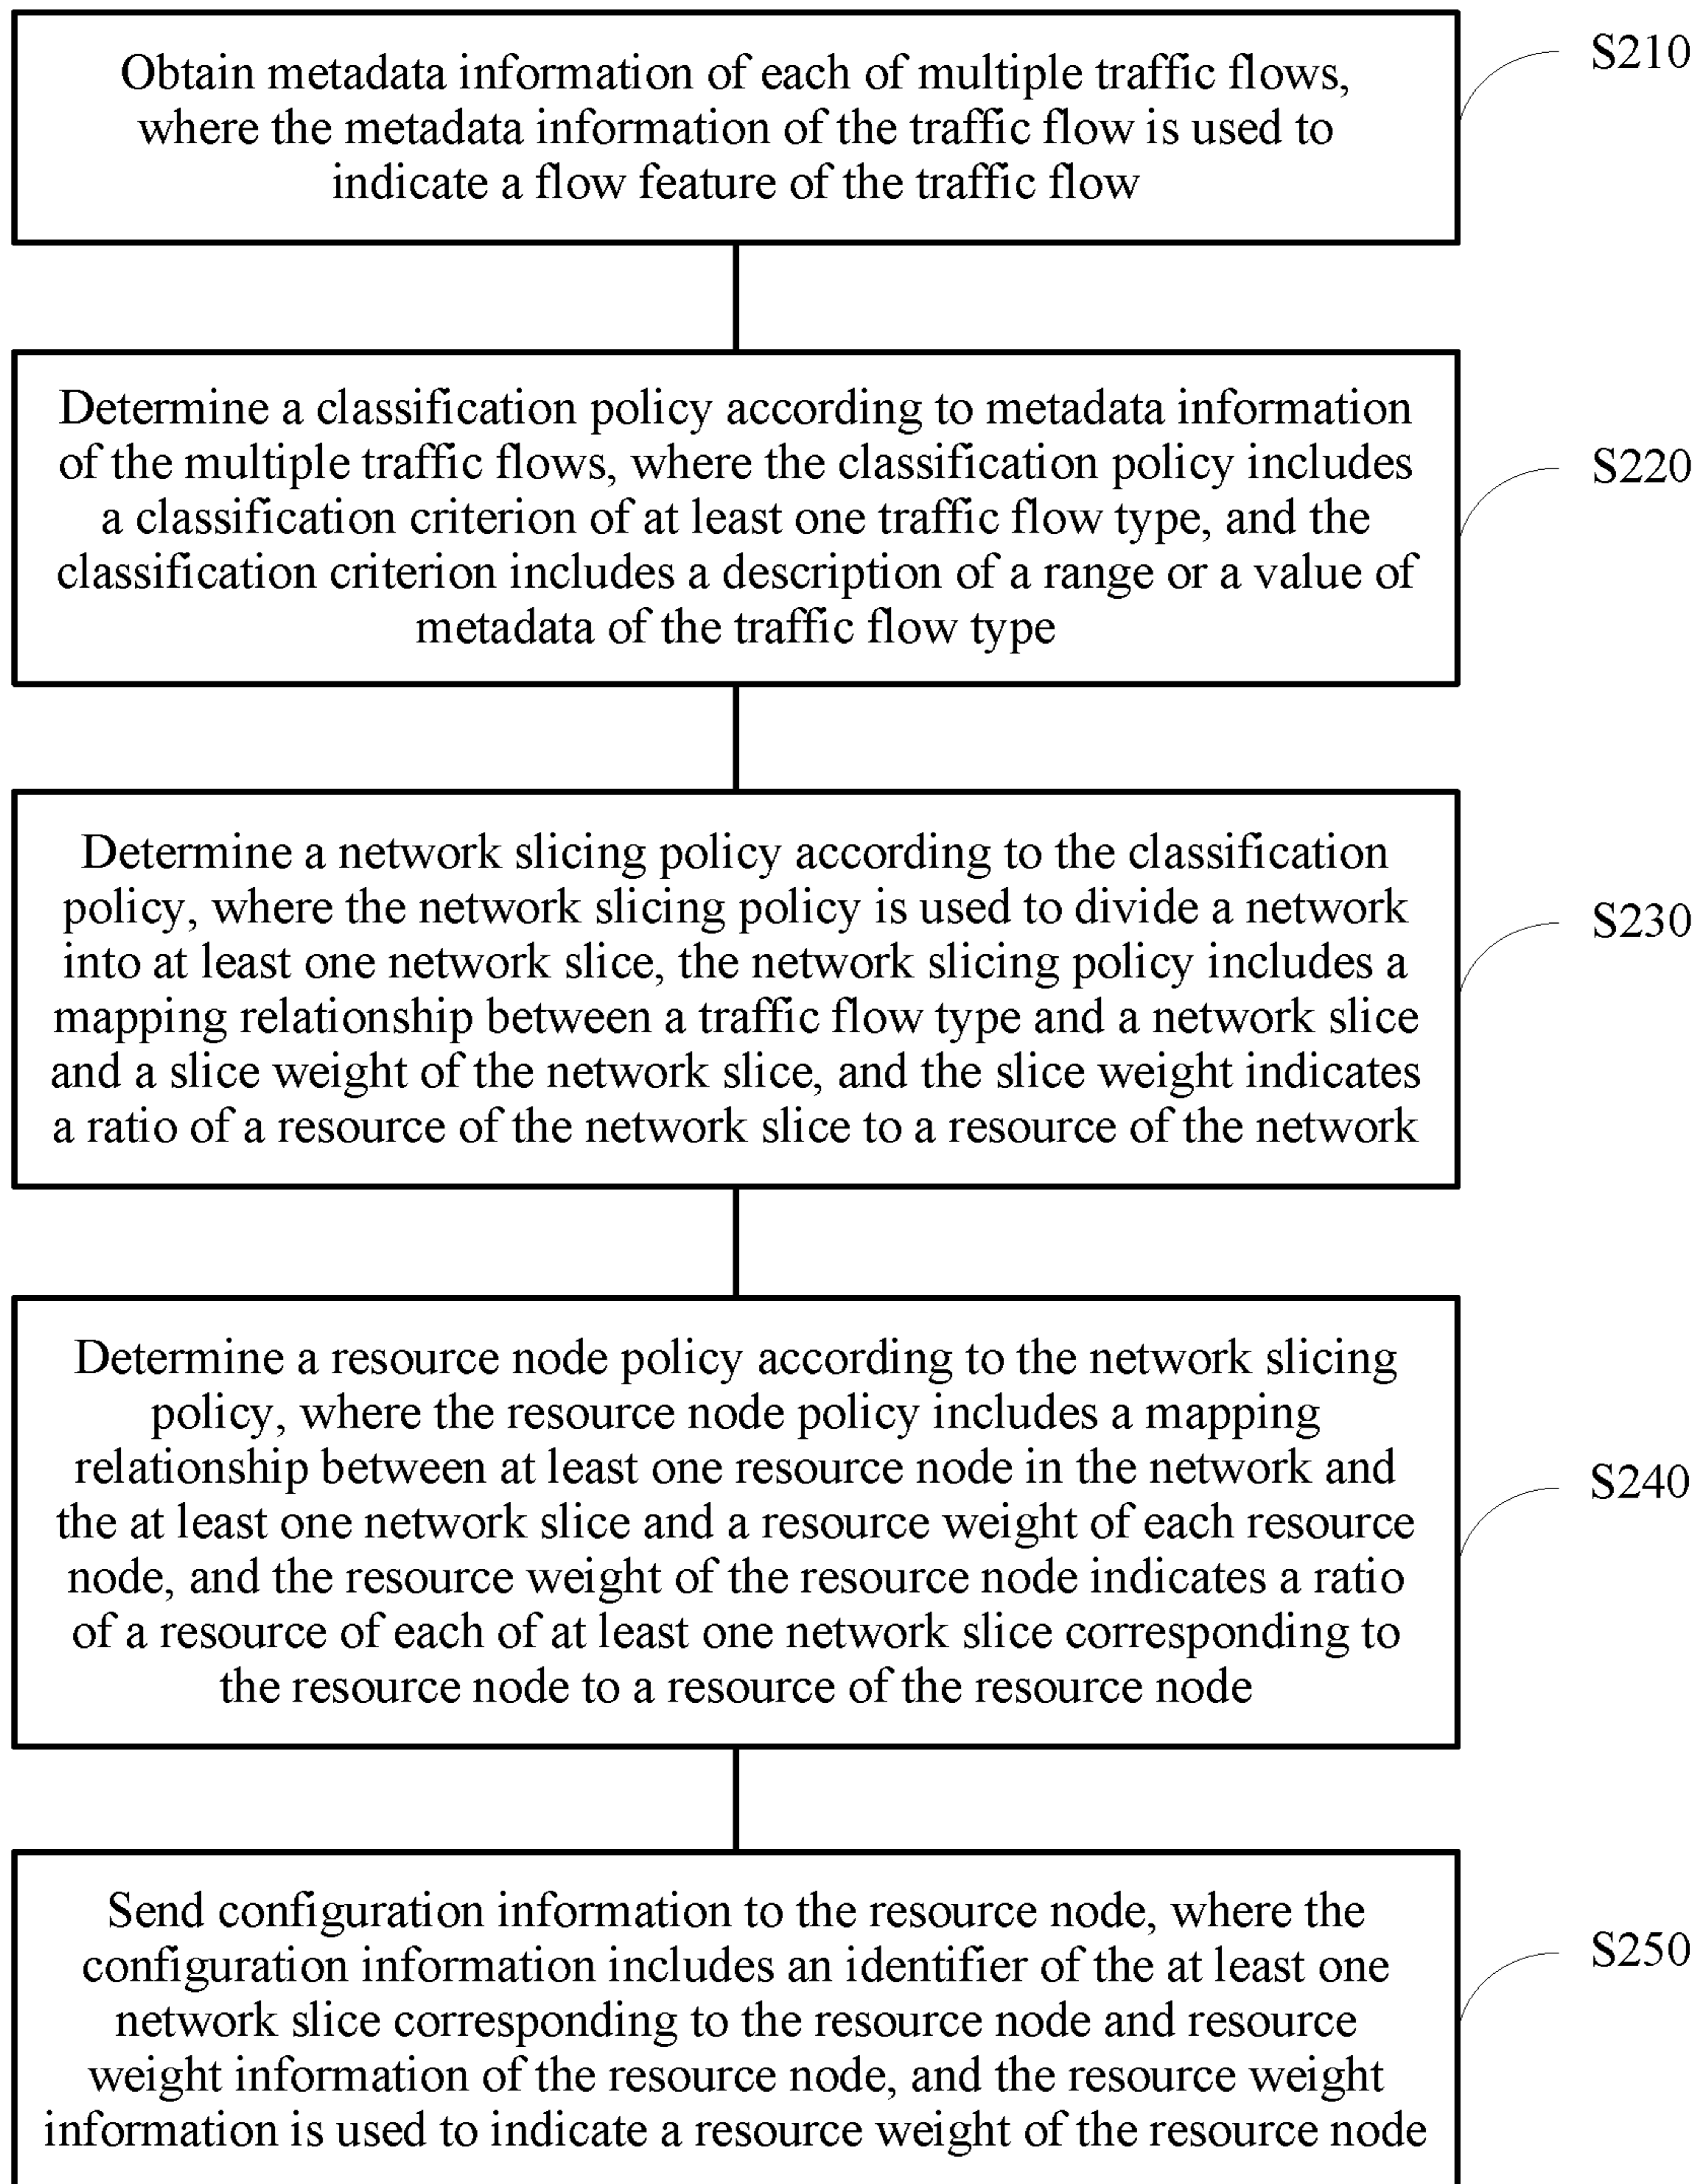 Obtain metadata information of each of multiple traffic flows,
where the metadata information of the traffic flow is used to
indicate a flow feature of the traffic flow
S210
Determine a classification policy according to metadata information
of the multiple traffic flows, where the classification policy includes
a classification criterion of at least one traffic flow type, and the
classification criterion includes a description of a range or a value of
metadata of the traffic flow type
S220
Determine a network slicing policy according to the classification
policy, where the network slicing policy is used to divide a network
into at least one network slice, the network slicing policy includes a
mapping relationship between a traffic flow type and a network slice
and a slice weight of the network slice, and the slice weight indicates
a ratio of a resource of the network slice to a resource of the network
S230
Determine a resource node policy according to the network slicing
policy, where the resource node policy includes a mapping
relationship between at least one resource node in the network and
the at least one network slice and a resource weight of each resource
node, and the resource weight of the resource node indicates a ratio
of a resource of each of at least one network slice corresponding to
the resource node to a resource of the resource node
S240
Send configuration information to the resource node, where the
configuration information includes an identifier of the at least one
network slice corresponding to the resource node and resource
weight information of the resource node, and the resource weight
information is used to indicate a resource weight of the resource node
S250